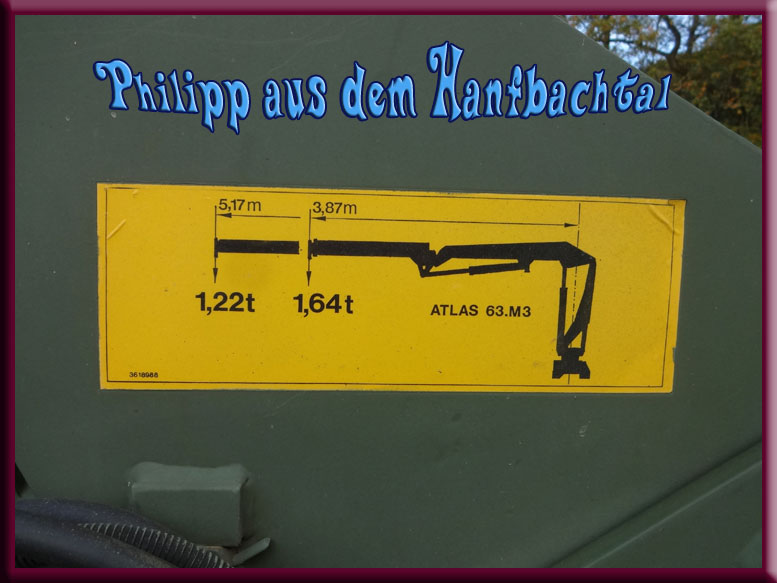 Philipp aus dem Hanfbachtal
5,17m 3,87m
1,22t 1,64t
ATLAS 63.M3
3618988